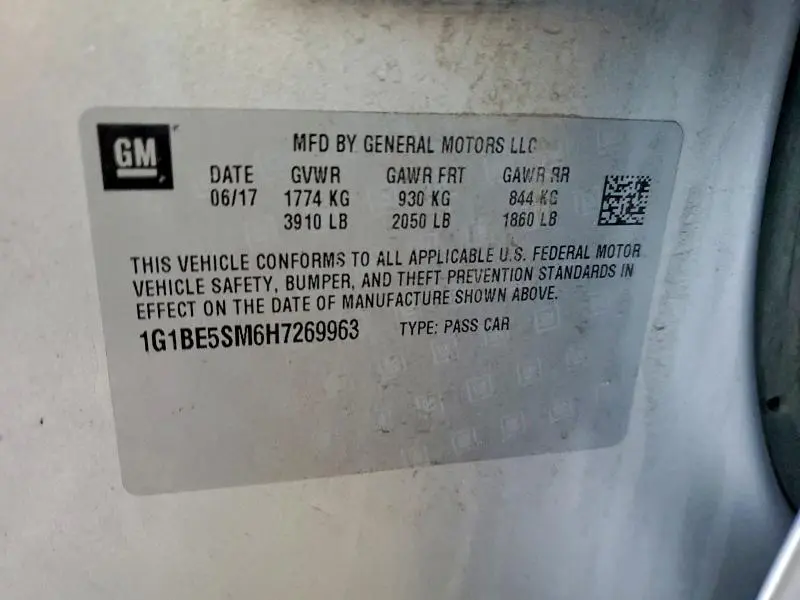 GM
MFD BY GENERAL MOTORS LLC
DATE GVWR GAWR FRT GAWR RR
06/17 1774 KG 930 KG 844 KG
3910 LB 2050 LB 1860 LB
THIS VEHICLE CONFORMS TO ALL APPLICABLE U.S. FEDERAL MOTOR
VEHICLE SAFETY, BUMPER, AND THEFT PREVENTION STANDARDS IN
EFFECT ON THE DATE OF MANUFACTURE SHOWN ABOVE.
1G1BE5SM6H7269963 TYPE: PASS CAR